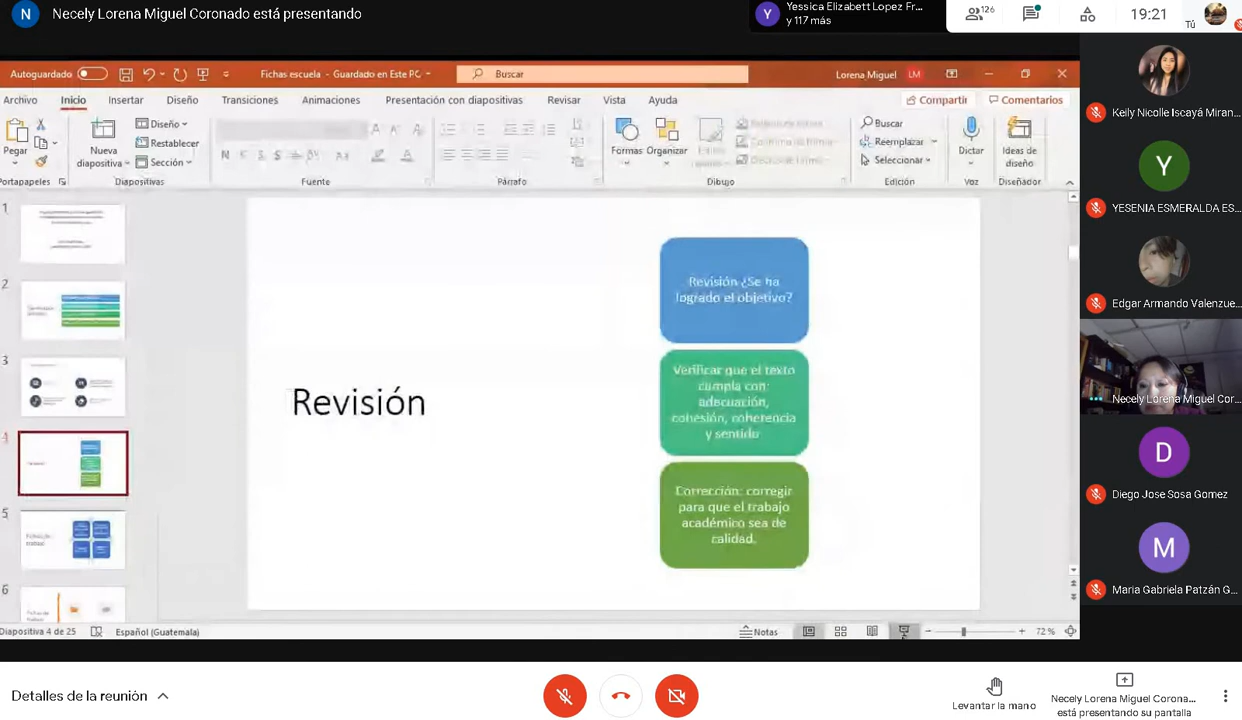 N
Necely Lorena Miguel Coronado está presentando
Y
Yessica Elizabett Lopez Fr...
y 117 más
126
19:21
Tú
Autoguardado
Fichas escuela - Guardado en Este PC
Buscar
Lorena Miguel
LM
Archivo
Inicio
Insertar
Diseño
Transiciones
Animaciones
Presentación con diapositivas
Revisar
Vista
Ayuda
Compartir
Comentarios
Pegar
Nueva
diapositiva
Diseño
Restablecer
Sección
Formas
Organizar
Buscar
Reemplazar
Seleccionar
Dictar
Ideas de
diseño
Portapapeles
Diapositivas
Fuente
Párrafo
Dibujo
Edición
Voz
Diseñador
1
2
3
4
5
6
Revisión
Revisión ¿Se ha
logrado el objetivo?
Verificar que el texto
cumpla con:
adecuación,
cohesión, coherencia
y sentido
Corrección: corregir
para que el trabajo
académico sea de
calidad.
Diapositiva 4 de 25
Español (Guatemala)
Notas
72 %
Keily Nicolle Iscayá Miran...
Y
YESENIA ESMERALDA ES...
Edgar Armando Valenzue...
Necely Lorena Miguel Cor...
D
Diego Jose Sosa Gomez
M
Maria Gabriela Patzán G...
Detalles de la reunión
Levantar la mano
Necely Lorena Miguel Corona...
está presentando su pantalla